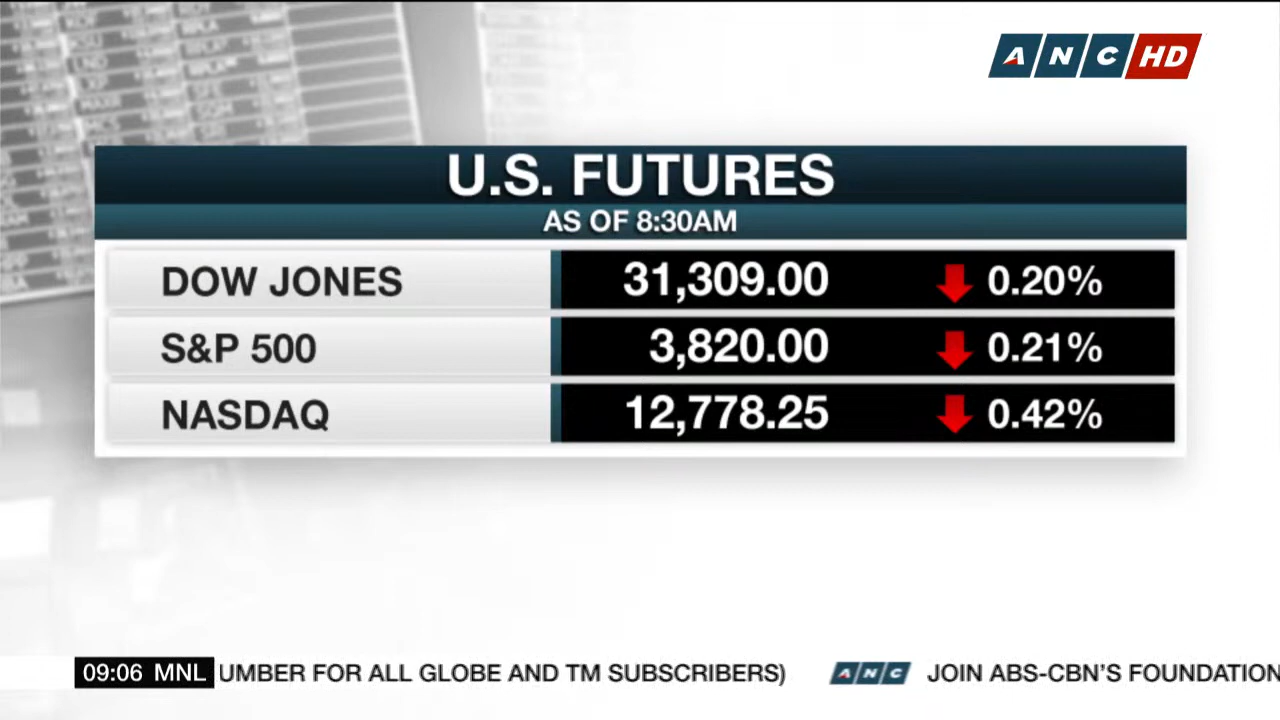 ANC HD
U.S. FUTURES
AS OF 8:30AM
DOW JONES 31,309.00 0.20%
S&P 500 3,820.00 0.21%
NASDAQ 12,778.25 0.42%
09:06 MNL UMBER FOR ALL GLOBE AND TM SUBSCRIBERS) ANC JOIN ABS-CBN'S FOUNDATION